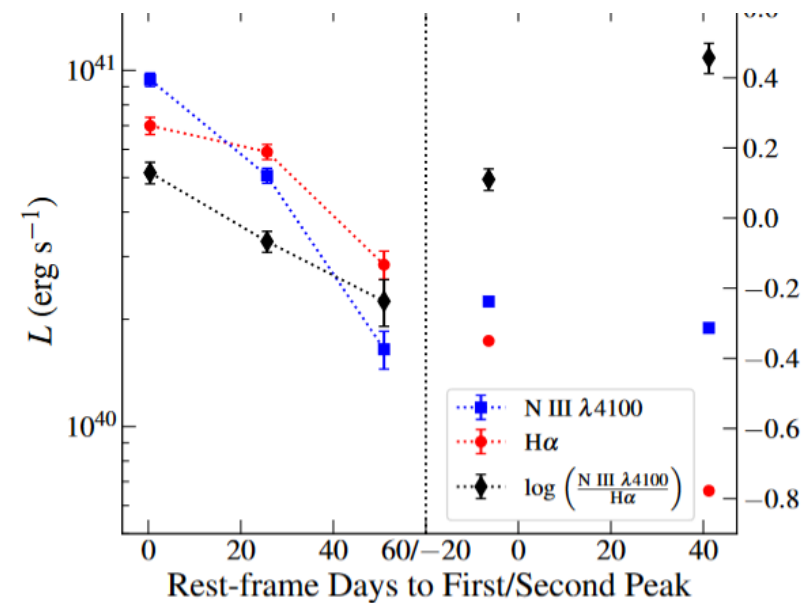 0.0
10^41
0.4
0.2
0.0
−0.2
−0.4
−0.6
−0.8
10^40
L (erg s^−1)
N III λ4100
Hα
log (N III λ4100 / Hα)
0 20 40 60/−20 0 20 40
Rest-frame Days to First/Second Peak